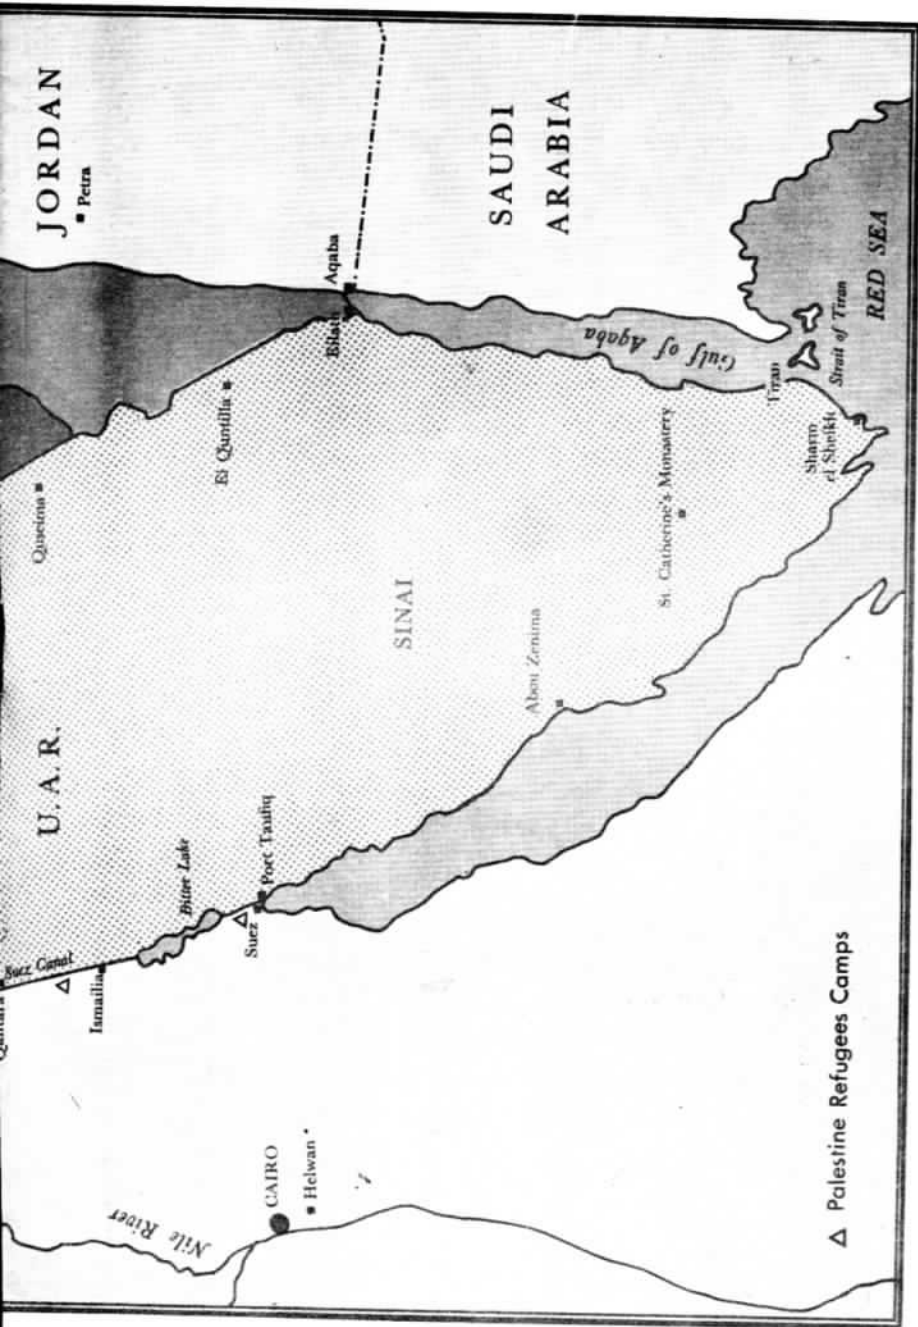 JORDAN
Petra
SAUDI
ARABIA
Aqaba
Gulf of Aqaba
Tiran
Strait of Tiran
RED SEA
Sharm
el Sheikh
St. Catherine's Monastery
El Quntilla
Quseima
SINAI
Abou Zenima
U.A.R.
Bitter Lake
Port Taufiq
Suez
Suez Canal
Ismailia
CAIRO
Helwan
Nile River
Δ Palestine Refugees Camps